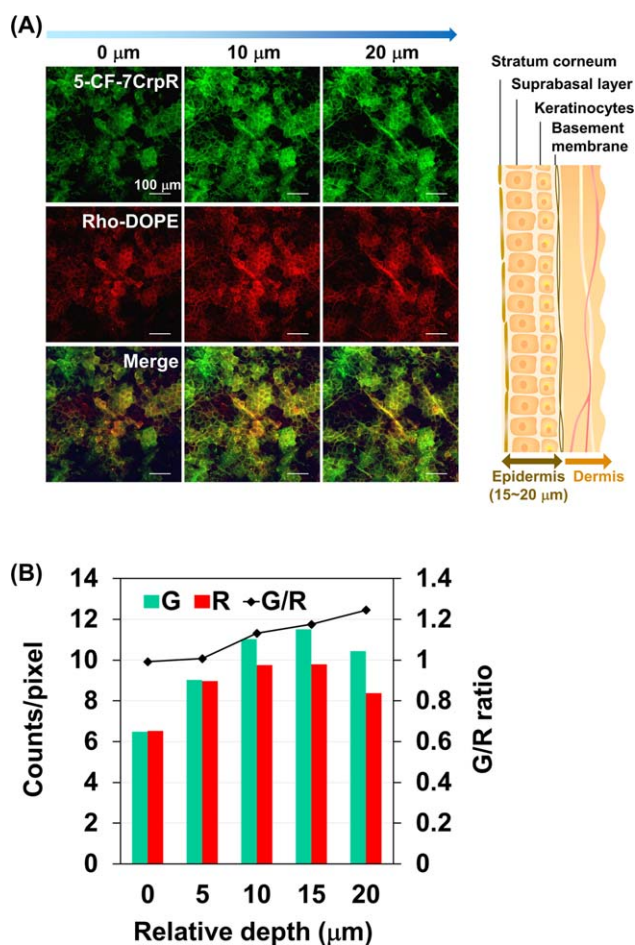 (A)
0 μm 10 μm 20 μm
5-CF-7CrpR
100 μm
Rho-DOPE
Merge
Stratum corneum
Suprabasal layer
Keratinocytes
Basement
membrane
Epidermis
(15~20 μm)
Dermis
(B)
G R G/R
Counts/pixel
14
12
10
8
6
4
2
0
1.4
1.2
1
0.8
0.6
0.4
0.2
0
G/R ratio
0 5 10 15 20
Relative depth (μm)